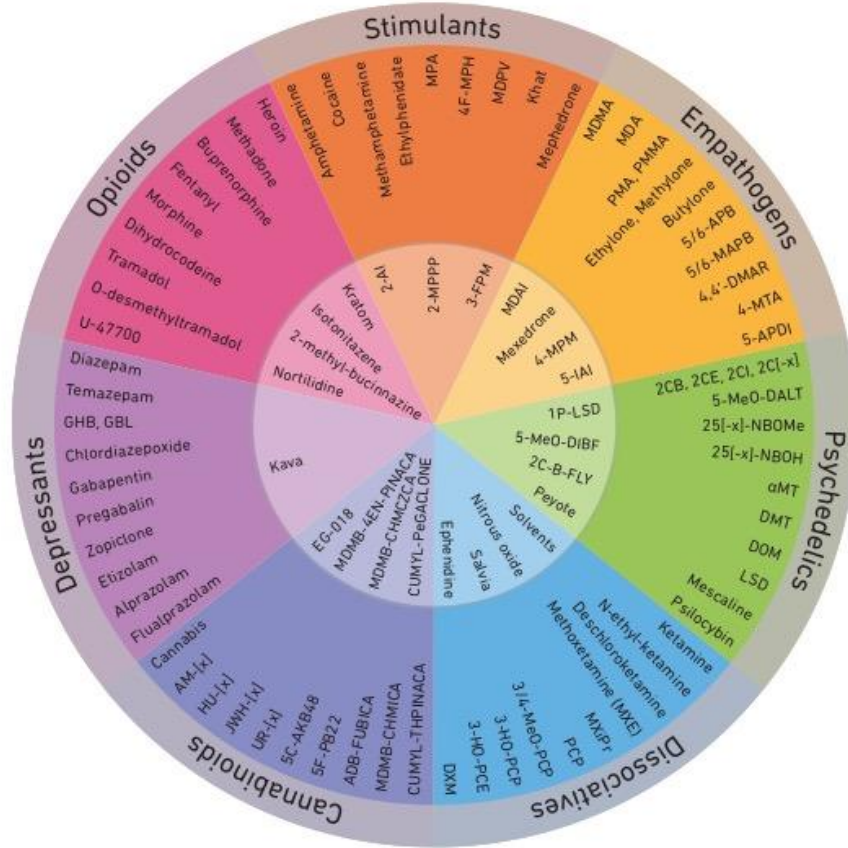 Stimulants
Amphetamine
Cocaine
Methamphetamine
Ethylphenidate
MPA
4F-MPH
MDPV
Khat
Mephedrone
2-AI
2-MPPP
3-FPM
Empathogens
MDMA
MDA
PMA, PMMA
Ethylone, Methylone
Butylone
5/6-APB
5/6-MAPB
4,4'-DMAR
4-MTA
5-APDI
MDAI
Mexedrone
4-MPM
5-IAI
Psychedelics
2CB, 2CE, 2CI, 2C[-x]
5-MeO-DALT
25[-x]-NBOMe
25[-x]-NBOH
αMT
DMT
DOM
LSD
Mescaline
Psilocybin
1P-LSD
5-MeO-DIBF
2C-B-FLY
Peyote
Dissociatives
Ketamine
N-ethyl-ketamine
Deschloroketamine
Methoxetamine (MXE)
MXiPr
PCP
3/4-MeO-PCP
3-HO-PCP
3-HO-PCE
DXM
Solvents
Nitrous oxide
Salvia
Ephenidine
Cannabinoids
CUMYL-THPINACA
MDMB-CHMICA
ADB-FUBICA
5F-PB22
5C-AKB48
UR-[x]
JWH-[x]
HU-[x]
AM-[x]
Cannabis
CUMYL-PeGACLONE
MDMB-CHMCZCA
MDMB-4EN-PINACA
EG-018
Depressants
Diazepam
Temazepam
GHB, GBL
Chlordiazepoxide
Gabapentin
Pregabalin
Zopiclone
Etizolam
Alprazolam
Flualprazolam
Kava
Opioids
Heroin
Methadone
Buprenorphine
Fentanyl
Morphine
Dihydrocodeine
Tramadol
O-desmethyltramadol
U-47700
Kratom
Isotonitazene
2-methyl-bucinnazine
Nortilidine